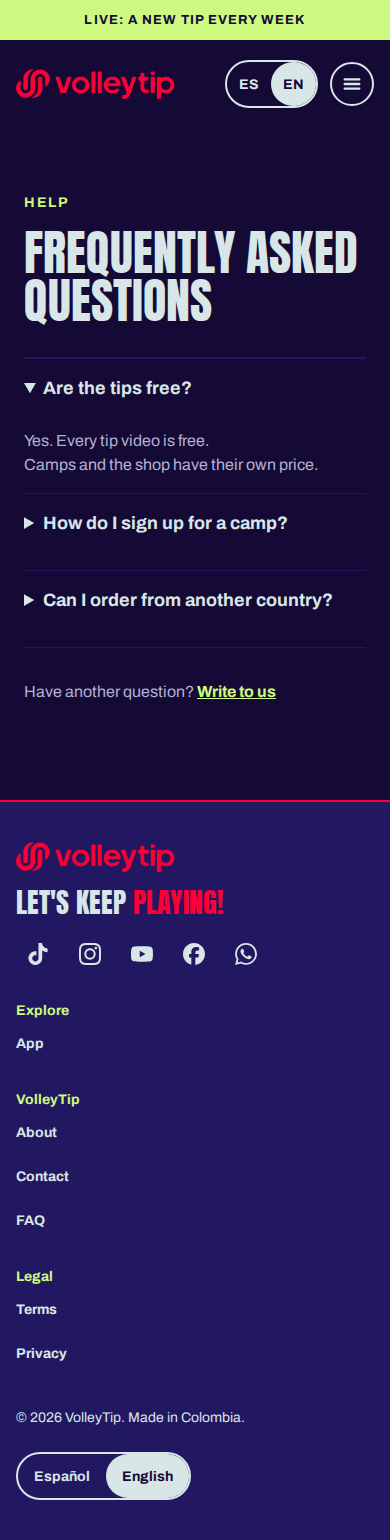 LIVE: A NEW TIP EVERY WEEK
volleytip
ES EN
HELP
FREQUENTLY ASKED
QUESTIONS
Are the tips free?
Yes. Every tip video is free.
Camps and the shop have their own price.
How do I sign up for a camp?
Can I order from another country?
Have another question? Write to us
volleytip
LET'S KEEP PLAYING!
Explore
App
VolleyTip
About
Contact
FAQ
Legal
Terms
Privacy
© 2026 VolleyTip. Made in Colombia.
Español English